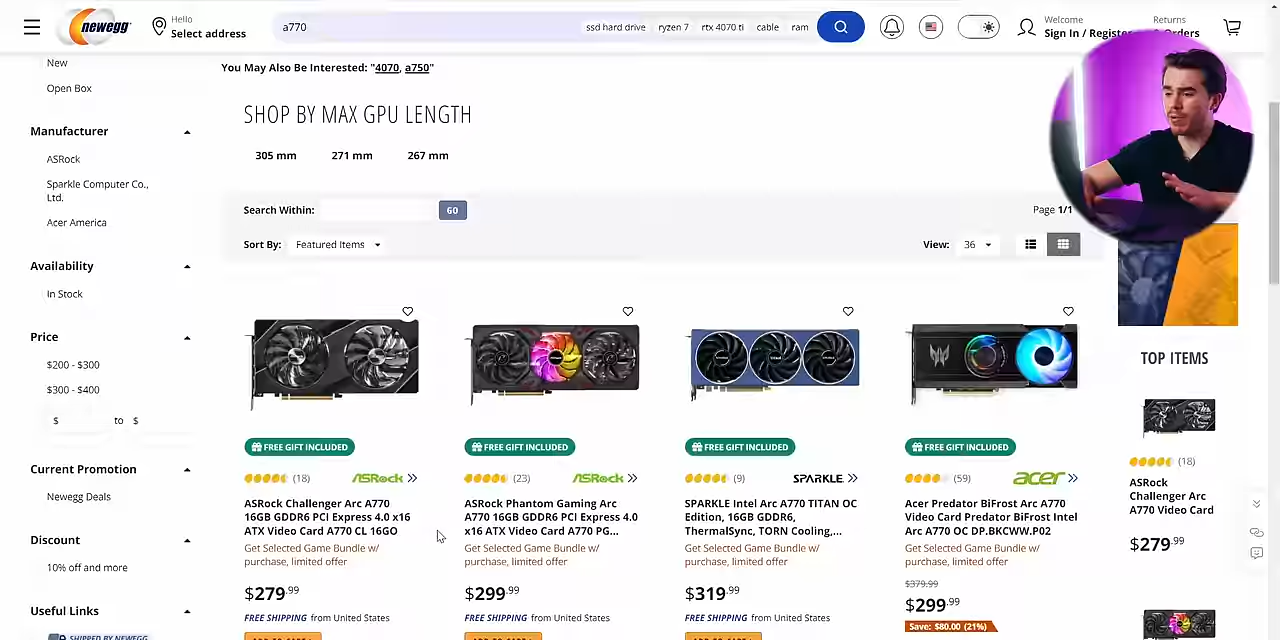 newegg
Hello
Select address
a770
ssd hard drive
ryzen 7
rtx 4070 ti
cable
ram
Welcome
Sign In / Register
Returns
& Orders
New
Open Box
Manufacturer
ASRock
Sparkle Computer Co.,
Ltd.
Acer America
Availability
In Stock
Price
$200 - $300
$300 - $400
$ to $
Current Promotion
Newegg Deals
Discount
10% off and more
Useful Links
SHIPPED BY NEWEGG
You May Also Be Interested: "4070, a750"
SHOP BY MAX GPU LENGTH
305 mm
271 mm
267 mm
Search Within:
GO
Page 1/1
Sort By: Featured Items
View: 36
FREE GIFT INCLUDED
(18)
ASRock
ASRock Challenger Arc A770
16GB GDDR6 PCI Express 4.0 x16
ATX Video Card A770 CL 16GO
Get Selected Game Bundle w/
purchase, limited offer
$279.99
FREE SHIPPING from United States
FREE GIFT INCLUDED
(23)
ASRock
ASRock Phantom Gaming Arc
A770 16GB GDDR6 PCI Express 4.0
x16 ATX Video Card A770 PG...
Get Selected Game Bundle w/
purchase, limited offer
$299.99
FREE SHIPPING from United States
FREE GIFT INCLUDED
(9)
SPARKLE
SPARKLE Intel Arc A770 TITAN OC
Edition, 16GB GDDR6,
ThermalSync, TORN Cooling,...
Get Selected Game Bundle w/
purchase, limited offer
$319.99
FREE SHIPPING from United States
FREE GIFT INCLUDED
(59)
acer
Acer Predator BiFrost Arc A770
Video Card Predator BiFrost Intel
Arc A770 OC DP.BKCWW.P02
Get Selected Game Bundle w/
purchase, limited offer
$379.99
$299.99
Save: $80.00 (21%)
TOP ITEMS
(18)
ASRock
Challenger Arc
A770 Video Card
$279.99